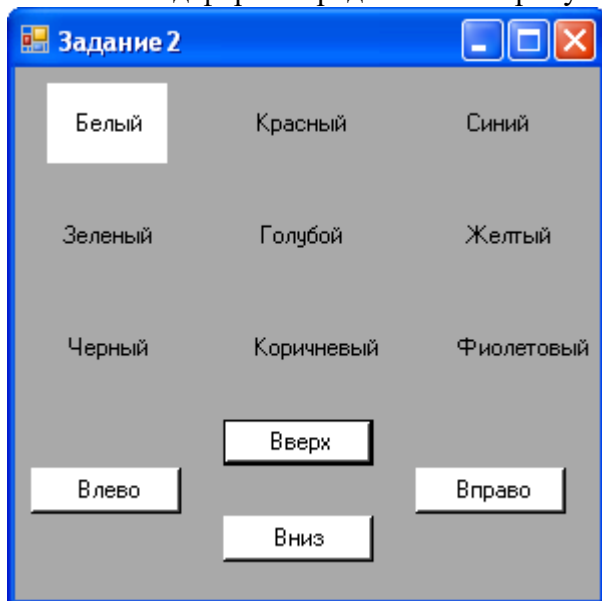 Задание 2
Белый Красный Синий
Зеленый Голубой Желтый
Черный Коричневый Фиолетовый
Вверх
Влево Вправо
Вниз